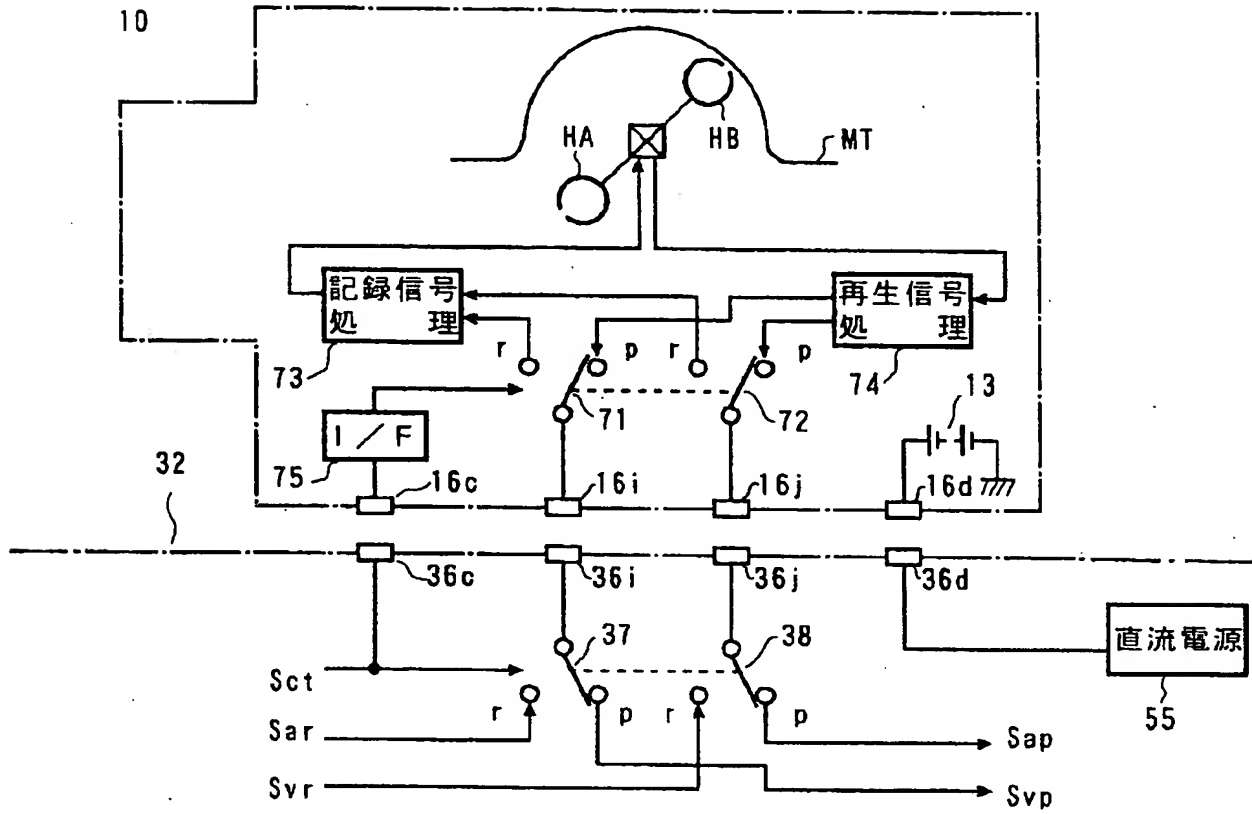 10
HA
HB
MT
記録信号
処理
再生信号
処理
r
p
r
p
73
74
13
71
72
I/F
75
32
16c
16i
16j
16d
36c
36i
36j
36d
37
38
直流電源
55
Sct
r
p
r
p
Sar
Sap
Svr
Svp